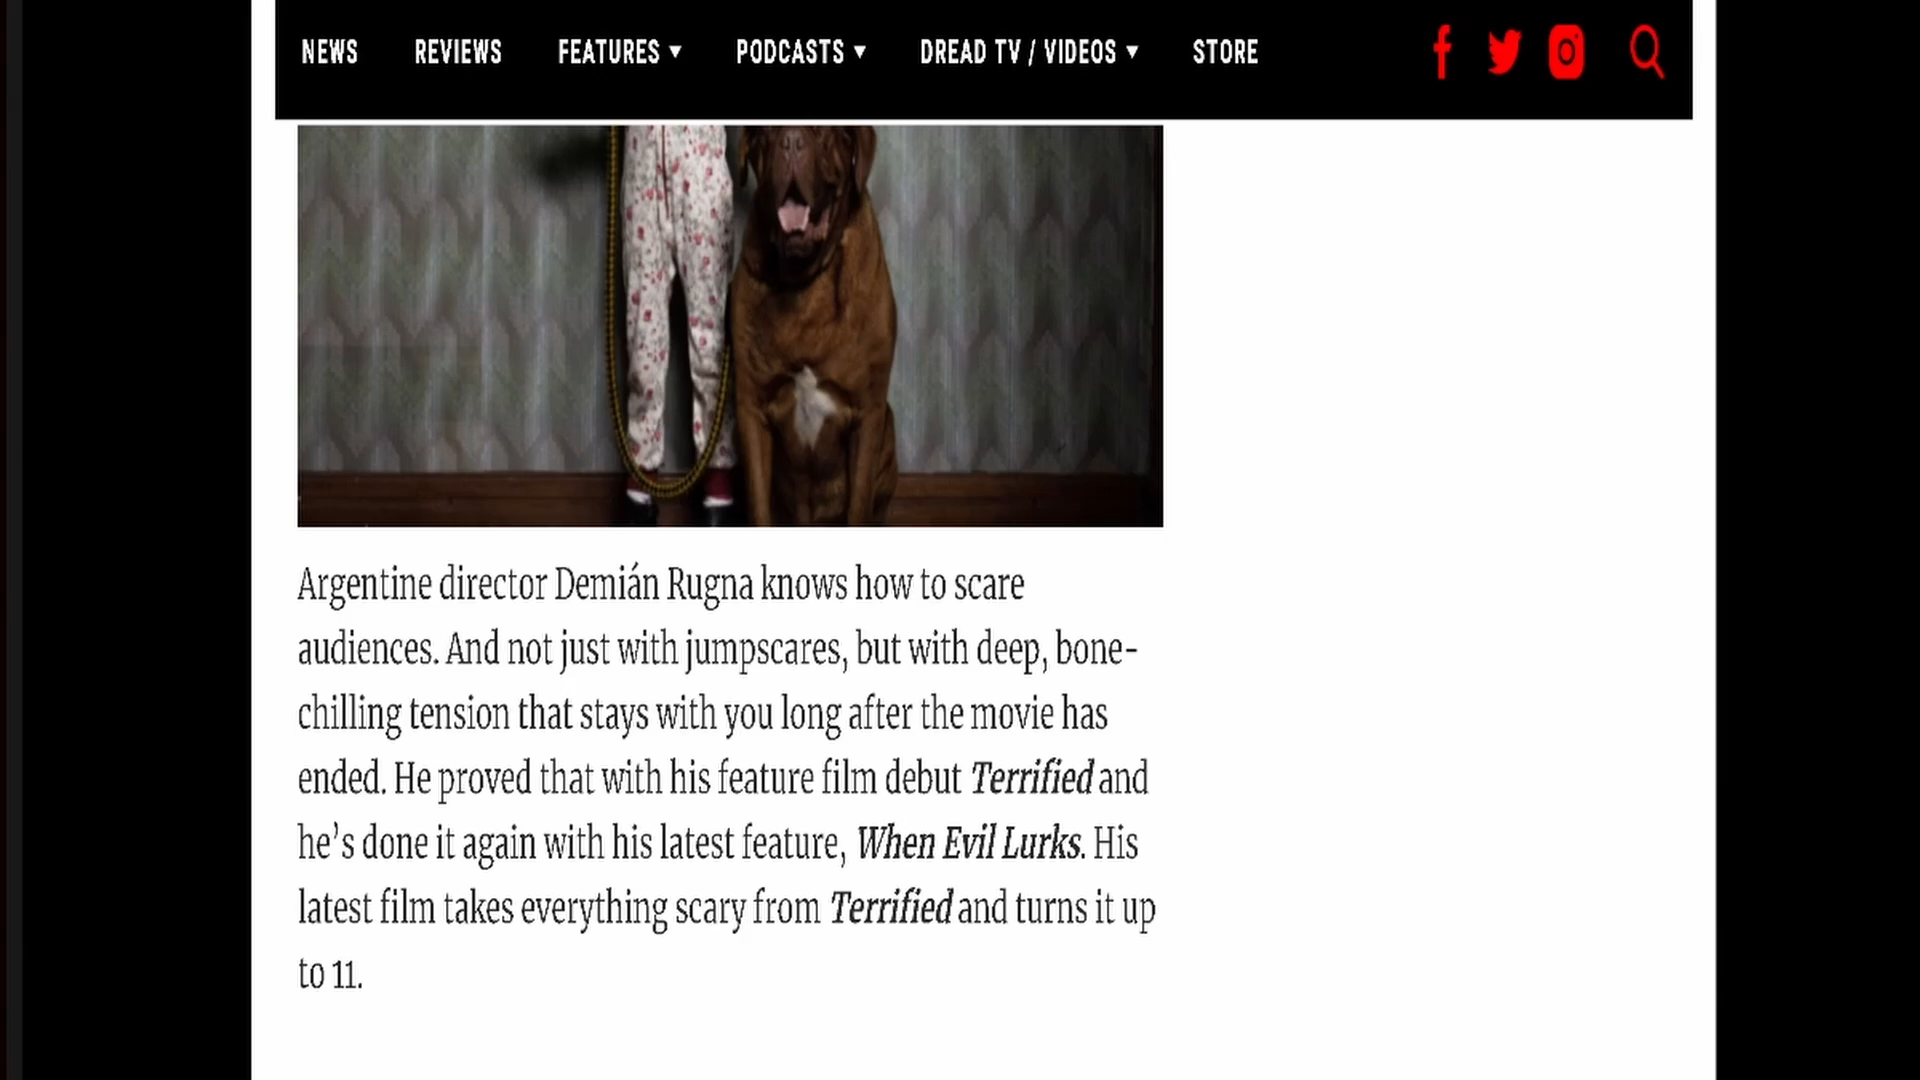 NEWS REVIEWS FEATURES ▼ PODCASTS ▼ DREAD TV / VIDEOS ▼ STORE
Argentine director Demián Rugna knows how to scare
audiences. And not just with jumpscares, but with deep, bone-
chilling tension that stays with you long after the movie has
ended. He proved that with his feature film debut Terrified and
he’s done it again with his latest feature, When Evil Lurks. His
latest film takes everything scary from Terrified and turns it up
to 11.